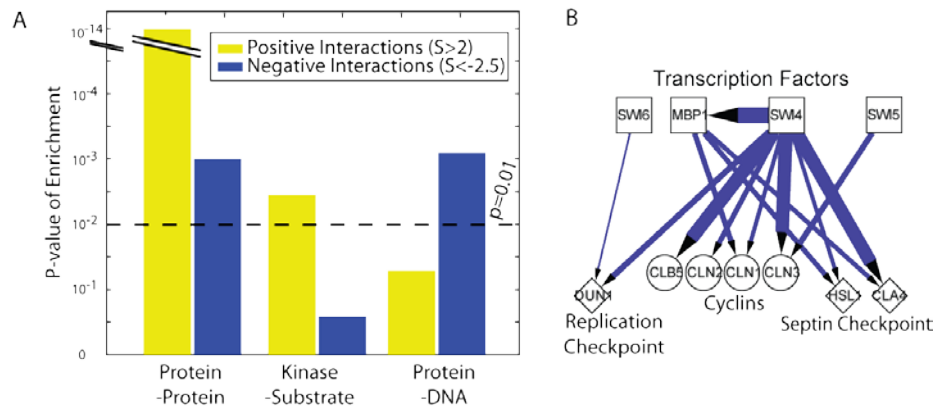 A
P-value of Enrichment
10-14
10-4
10-3
10-2
10-1
0
Positive Interactions (S>2)
Negative Interactions (S<-2.5)
p=0.01
Protein
-Protein
Kinase
-Substrate
Protein
-DNA
B
Transcription Factors
SWI6
MBP1
SWI4
SWI5
CLB5
CLN2
CLN1
CLN3
DUN1
HSL1
CLA4
Cyclins
Replication
Checkpoint
Septin Checkpoint